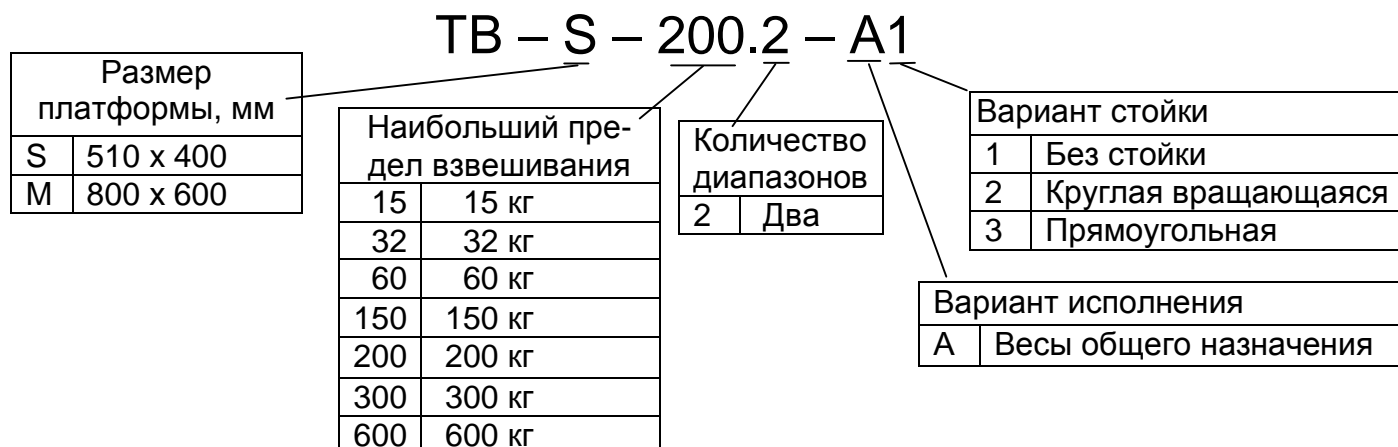 ТВ – S – 200.2 – А1
Размер
платформы, мм
S 510 x 400
M 800 x 600
Наибольший пре-
дел взвешивания
15 15 кг
32 32 кг
60 60 кг
150 150 кг
200 200 кг
300 300 кг
600 600 кг
Количество
диапазонов
2 Два
Вариант стойки
1 Без стойки
2 Круглая вращающаяся
3 Прямоугольная
Вариант исполнения
А Весы общего назначения